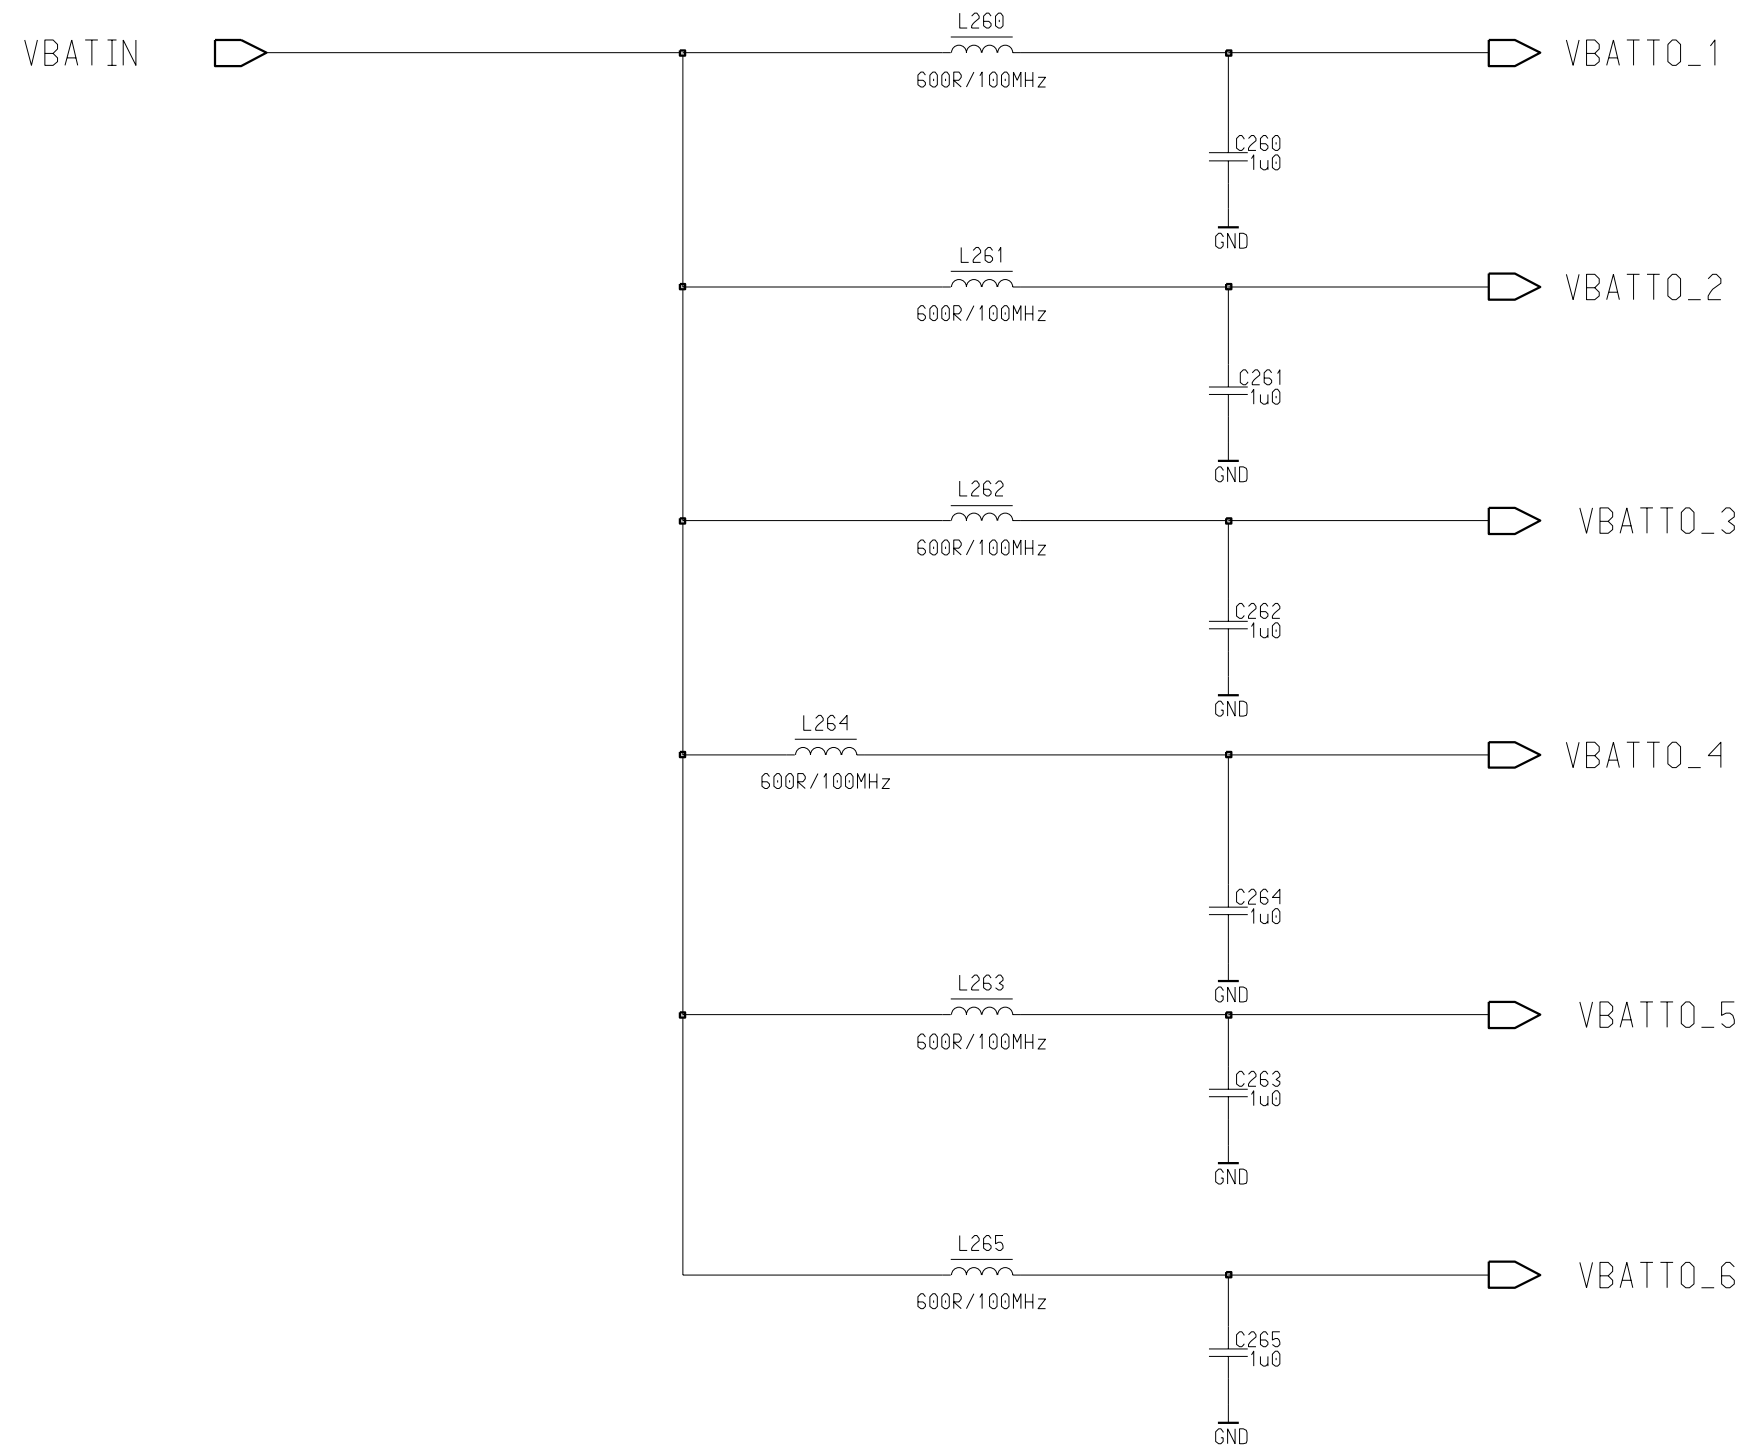 L260
VBATIN
VBATTO_1
600R/100MHz
C260
1u0
GND
L261
VBATTO_2
600R/100MHz
C261
1u0
GND
L262
VBATTO_3
600R/100MHz
C262
1u0
GND
L264
VBATTO_4
600R/100MHz
C264
1u0
GND
L263
VBATTO_5
600R/100MHz
C263
1u0
GND
L265
VBATTO_6
600R/100MHz
C265
1u0
GND